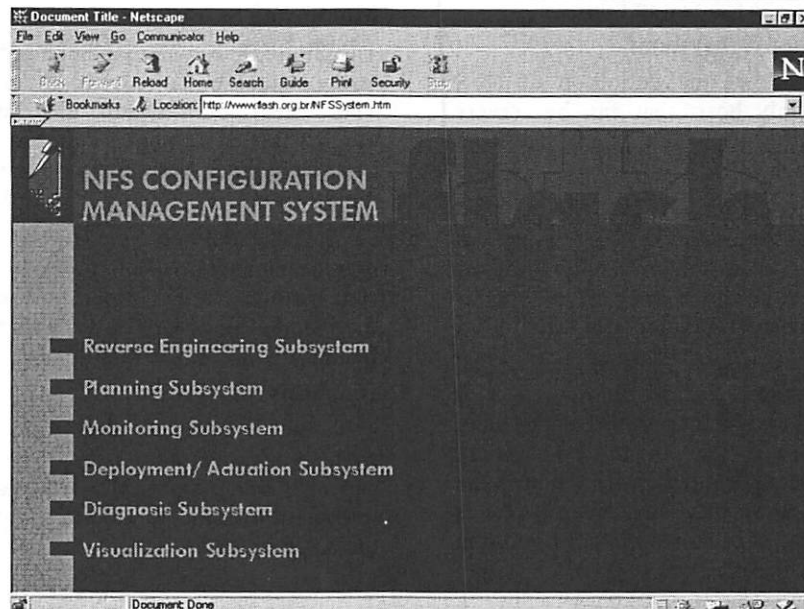 Document Title - Netscape
File Edit View Go Communicator Help
Back Forward Reload Home Search Guide Print Security Stop
Bookmarks Location: http://www.flash.org.br/NFSSystem.htm
N
flash
NFS CONFIGURATION
MANAGEMENT SYSTEM
Reverse Engineering Subsystem
Planning Subsystem
Monitoring Subsystem
Deployment/ Actuation Subsystem
Diagnosis Subsystem
Visualization Subsystem
Document: Done